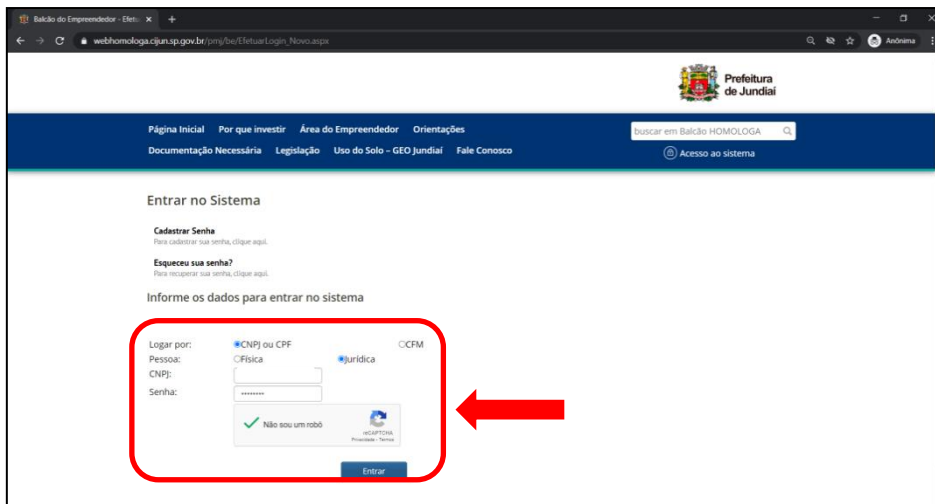 Balcão do Empreendedor - Efetu
webhomologa.cijun.sp.gov.br/pmj/be/EfetuarLogin_Novo.aspx
Anônima
Prefeitura
de Jundiaí
Página Inicial Por que investir Área do Empreendedor Orientações
buscar em Balcão HOMOLOGA
Documentação Necessária Legislação Uso do Solo – GEO Jundiaí Fale Conosco
Acesso ao sistema
Entrar no Sistema
Cadastrar Senha
Para cadastrar sua senha, clique aqui.
Esqueceu sua senha?
Para recuperar sua senha, clique aqui.
Informe os dados para entrar no sistema
Logar por: CNPJ ou CPF CFM
Pessoa: Física Jurídica
CNPJ:
Senha: ••••••••
Não sou um robô
reCAPTCHA
Privacidade - Termos
Entrar